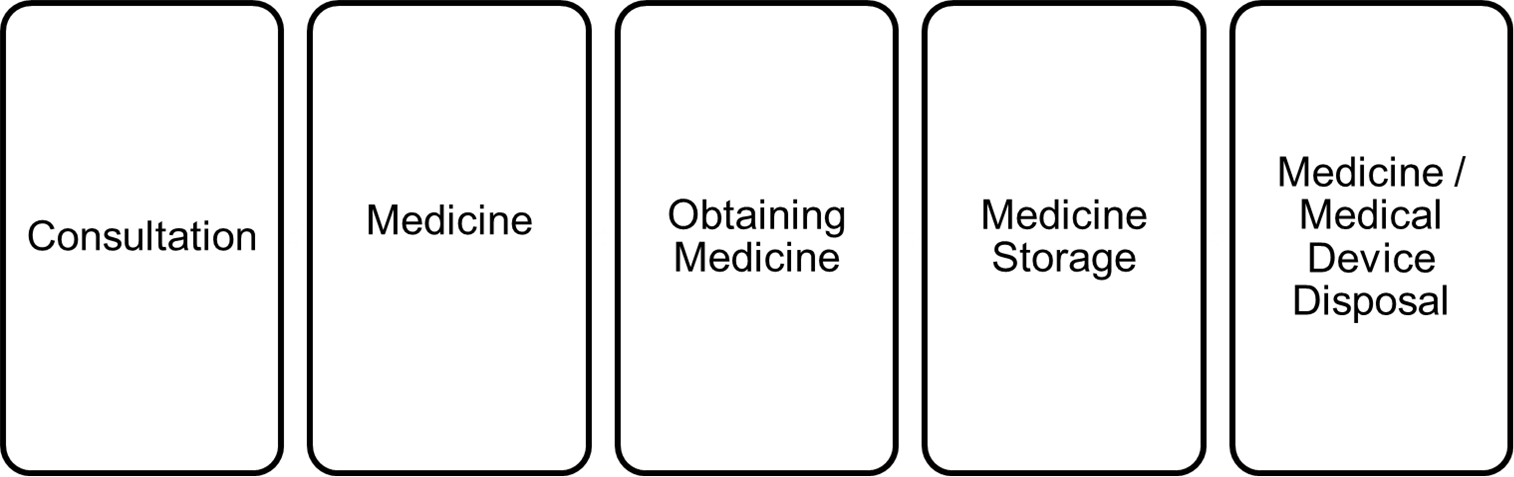 Consultation
Medicine
Obtaining
Medicine
Medicine
Storage
Medicine /
Medical
Device
Disposal